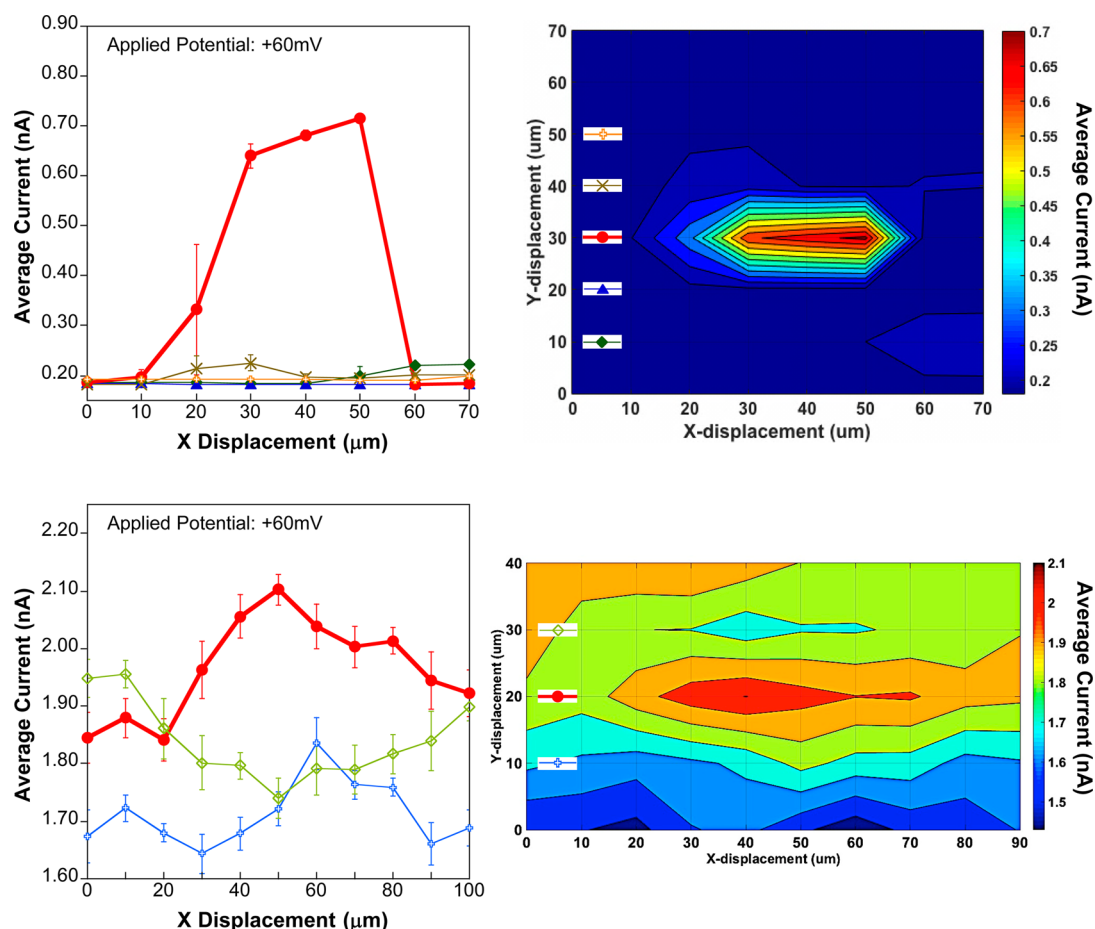 Applied Potential: +60mV
Average Current (nA)
0.90
0.80
0.70
0.60
0.50
0.40
0.30
0.20
0 10 20 30 40 50 60 70
X Displacement (μm)
Y-displacement (um)
70
60
50
40
30
20
10
0
0 10 20 30 40 50 60 70
X-displacement (um)
0.7
0.65
0.6
0.55
0.5
0.45
0.4
0.35
0.3
0.25
0.2
Average Current (nA)
Applied Potential: +60mV
Average Current (nA)
2.20
2.10
2.00
1.90
1.80
1.70
1.60
0 20 40 60 80 100
X Displacement (μm)
Y-displacement (um)
40
30
20
10
0
0 10 20 30 40 50 60 70 80 90
X-displacement (um)
2.1
2
1.9
1.8
1.7
1.6
1.5
Average Current (nA)